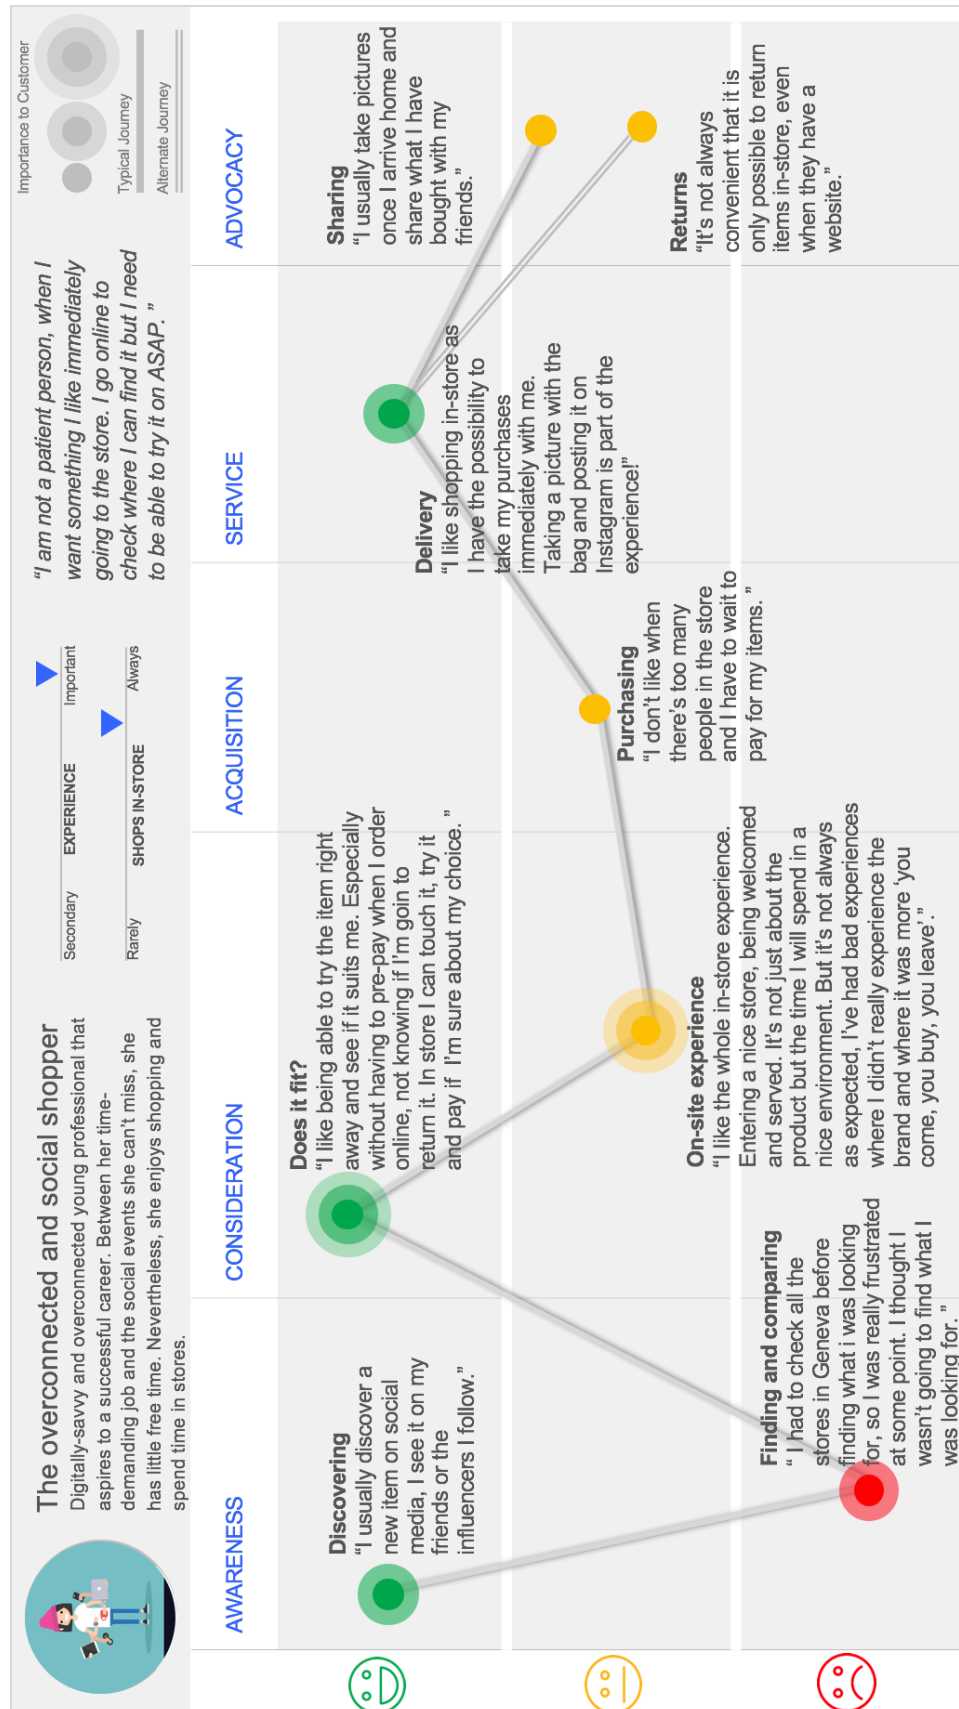 The overconnected and social shopper
Digitally-savvy and overconnected young professional that
aspires to a successful career. Between her time-
demanding job and the social events she can't miss, she
has little free time. Nevertheless, she enjoys shopping and
spend time in stores.
Secondary EXPERIENCE Important
Rarely SHOPS IN-STORE Always
“I am not a patient person, when I
want something I like immediately
going to the store. I go online to
check where I can find it but I need
to be able to try it on ASAP. ”
Importance to Customer
Typical Journey
Alternate Journey
AWARENESS
CONSIDERATION
ACQUISITION
SERVICE
ADVOCACY
Discovering
“I usually discover a
new item on social
media, I see it on my
friends or the
influencers I follow.”
Finding and comparing
“ I had to check all the
stores in Geneva before
finding what i was looking
for, so I was really frustrated
at some point. I thought I
wasn't going to find what I
was looking for. ”
Does it fit?
“I like being able to try the item right
away and see if it suits me. Especially
without having to pre-pay when I order
online, not knowing if I'm goin to
return it. In store I can touch it, try it
and pay if I'm sure about my choice. ”
On-site experience
“I like the whole in-store experience.
Entering a nice store, being welcomed
and served. It's not just about the
product but the time I will spend in a
nice environment. But it's not always
as expected, I've had bad experiences
where I didn't really experience the
brand and where it was more ‘you
come, you buy, you leave’.”
Purchasing
“I don't like when
there's too many
people in the store
and I have to wait to
pay for my items. ”
Delivery
“I like shopping in-store as
I have the possibility to
take my purchases
immediately with me.
Taking a picture with the
bag and posting it on
Instagram is part of the
experience!”
Sharing
“I usually take pictures
once I arrive home and
share what I have
bought with my
friends.”
Returns
“It's not always
convenient that it is
only possible to return
items in-store, even
when they have a
website.”